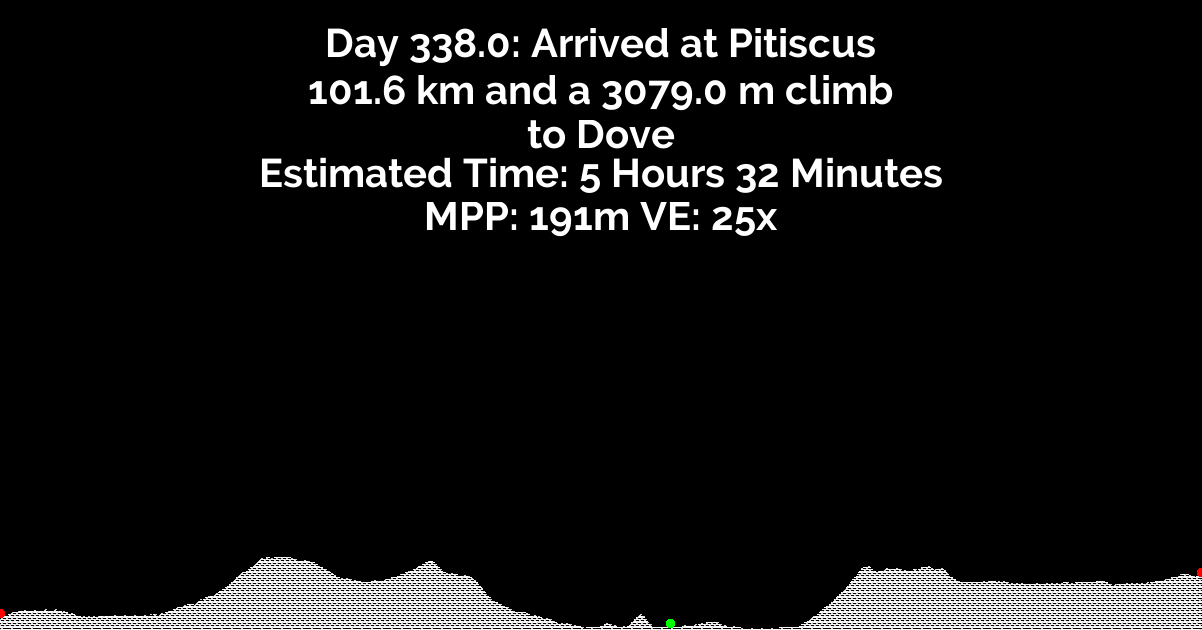 Day 338.0: Arrived at Pitiscus
101.6 km and a 3079.0 m climb
to Dove
Estimated Time: 5 Hours 32 Minutes
MPP: 191m VE: 25x